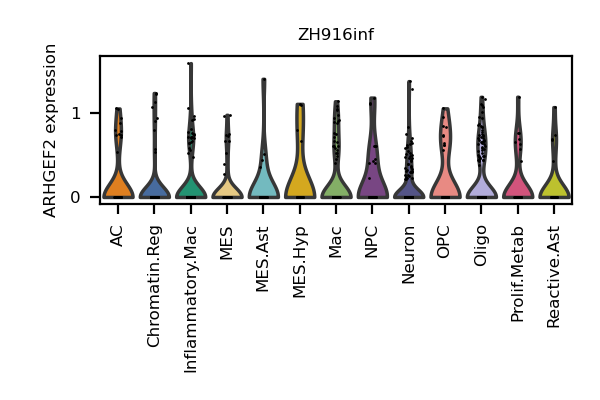 ZH916inf
ARHGEF2 expression
1
0
AC
Chromatin.Reg
Inflammatory.Mac
MES
MES.Ast
MES.Hyp
Mac
NPC
Neuron
OPC
Oligo
Prolif.Metab
Reactive.Ast